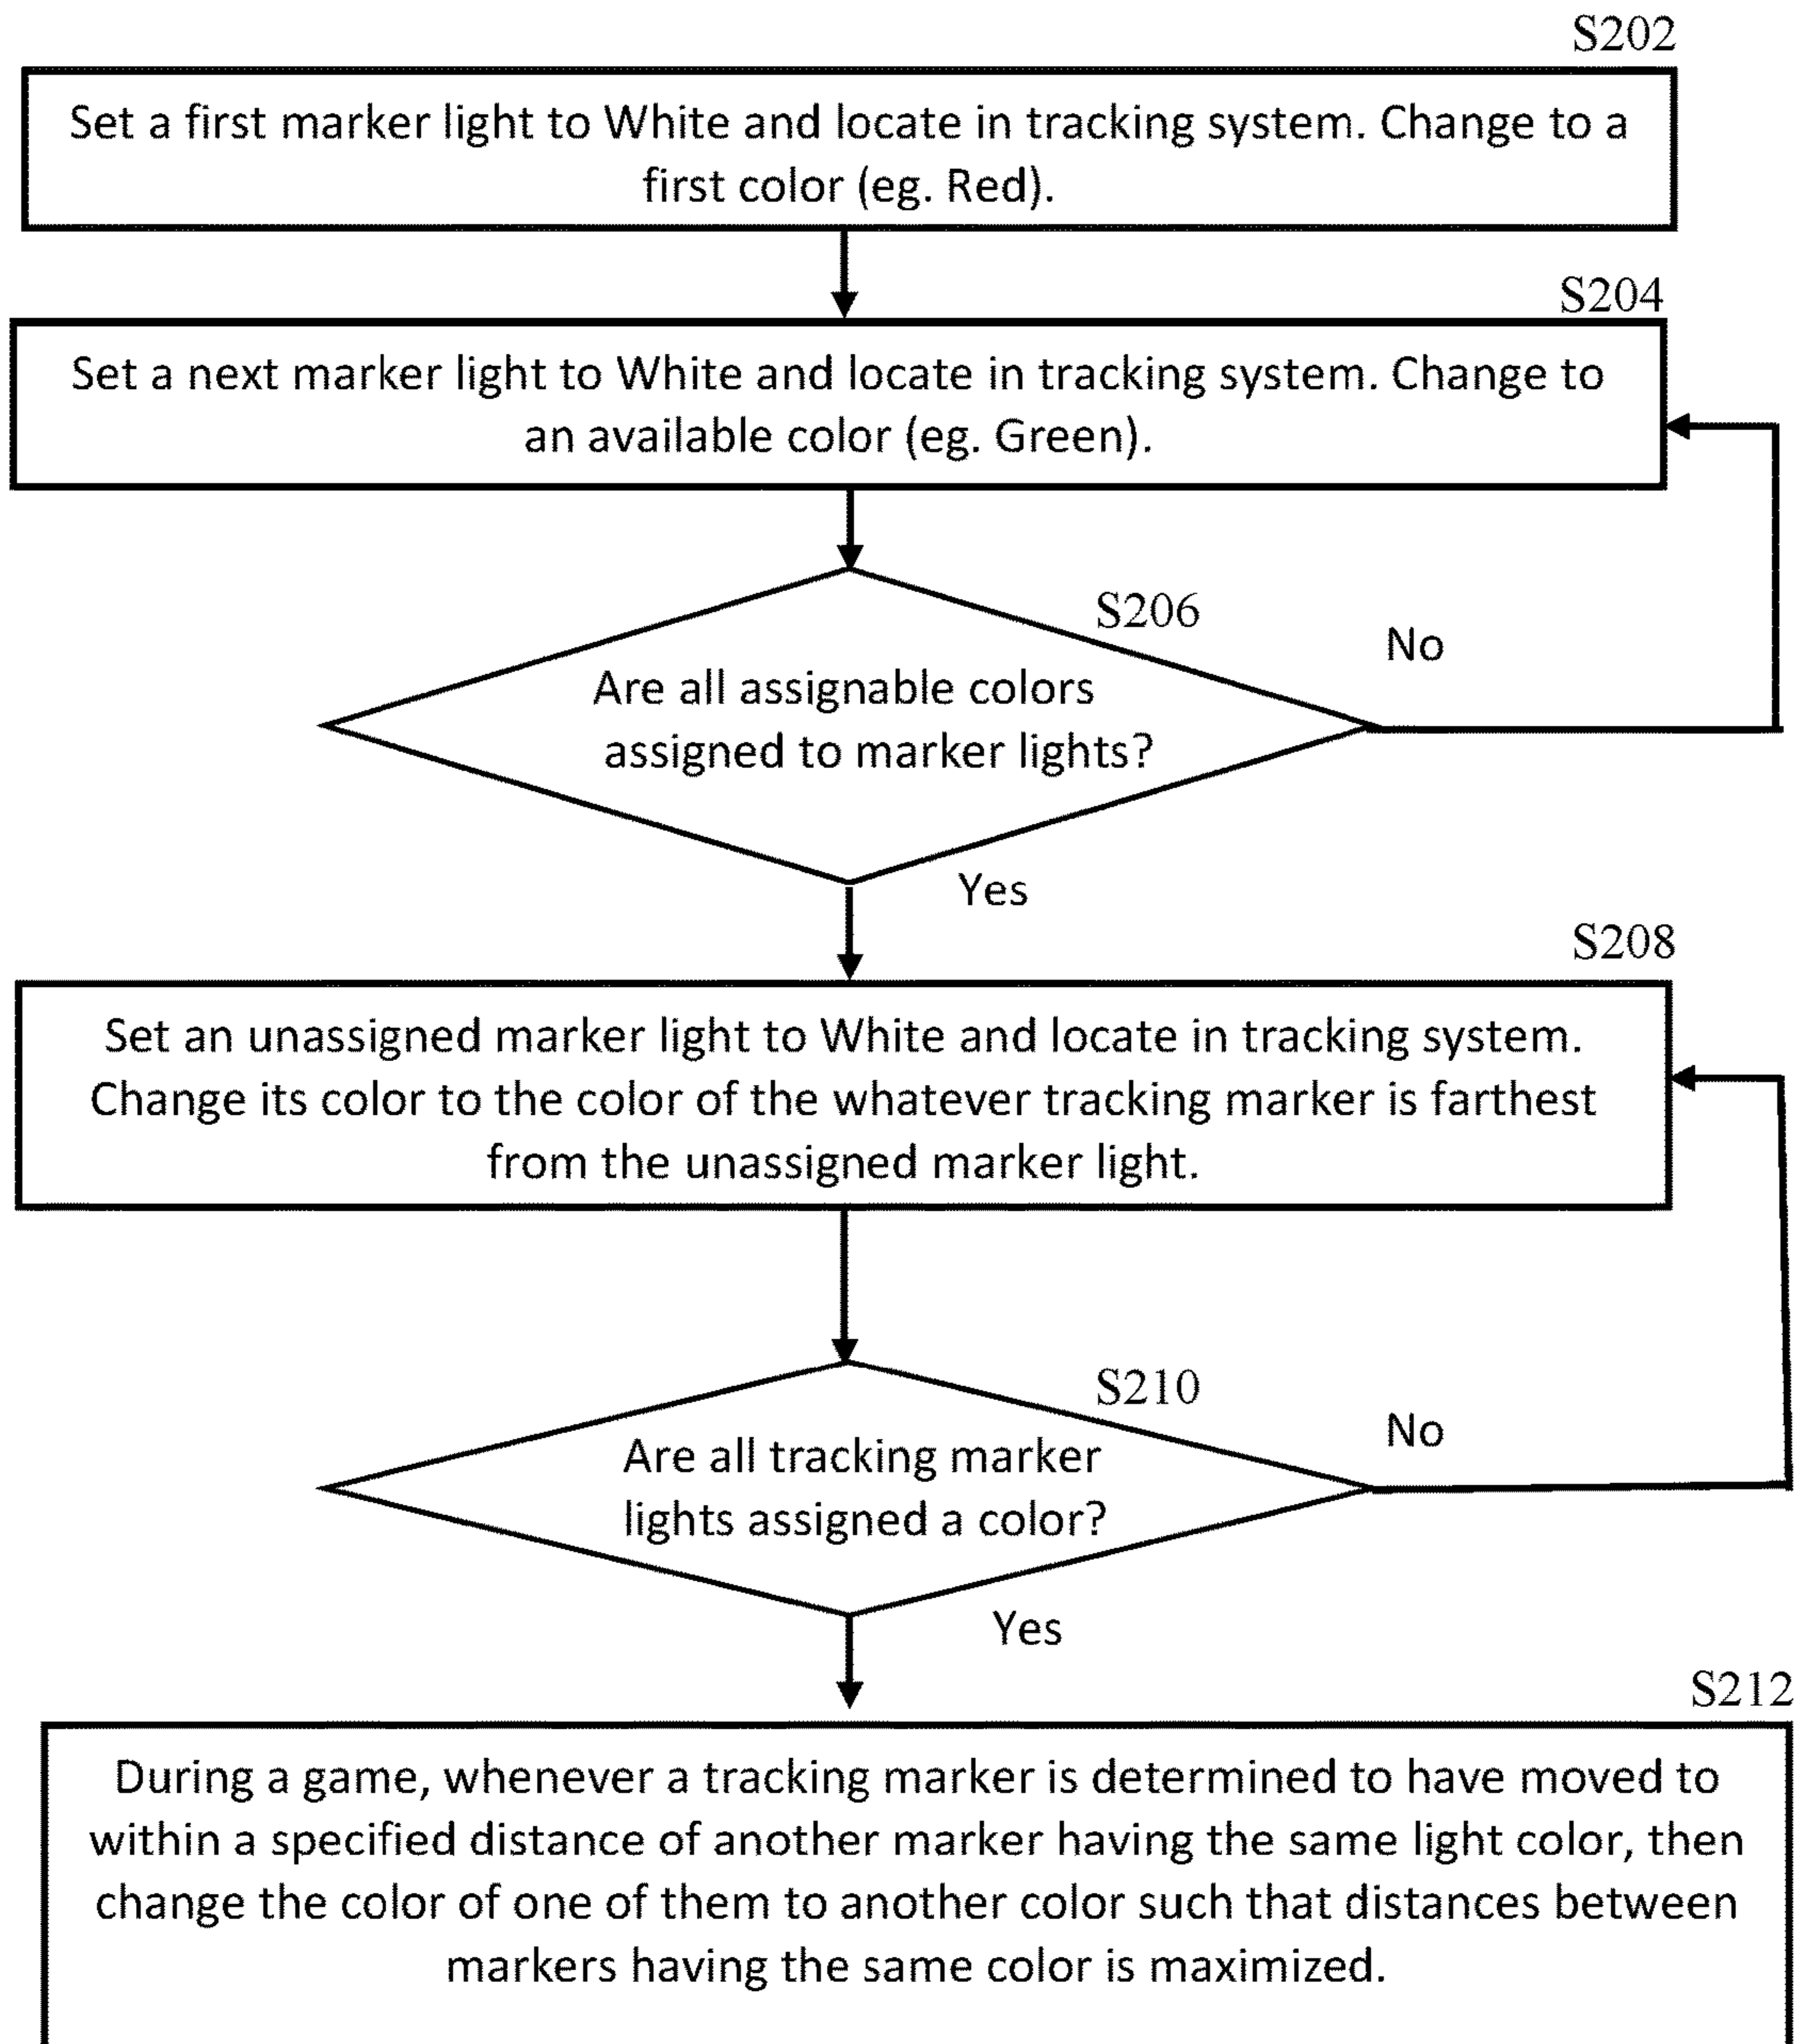 S202
Set a first marker light to White and locate in tracking system. Change to a
first color (eg. Red).
S204
Set a next marker light to White and locate in tracking system. Change to
an available color (eg. Green).
S206
No
Are all assignable colors
assigned to marker lights?
Yes
S208
Set an unassigned marker light to White and locate in tracking system.
Change its color to the color of the whatever tracking marker is farthest
from the unassigned marker light.
S210
No
Are all tracking marker
lights assigned a color?
Yes
S212
During a game, whenever a tracking marker is determined to have moved to
within a specified distance of another marker having the same light color, then
change the color of one of them to another color such that distances between
markers having the same color is maximized.